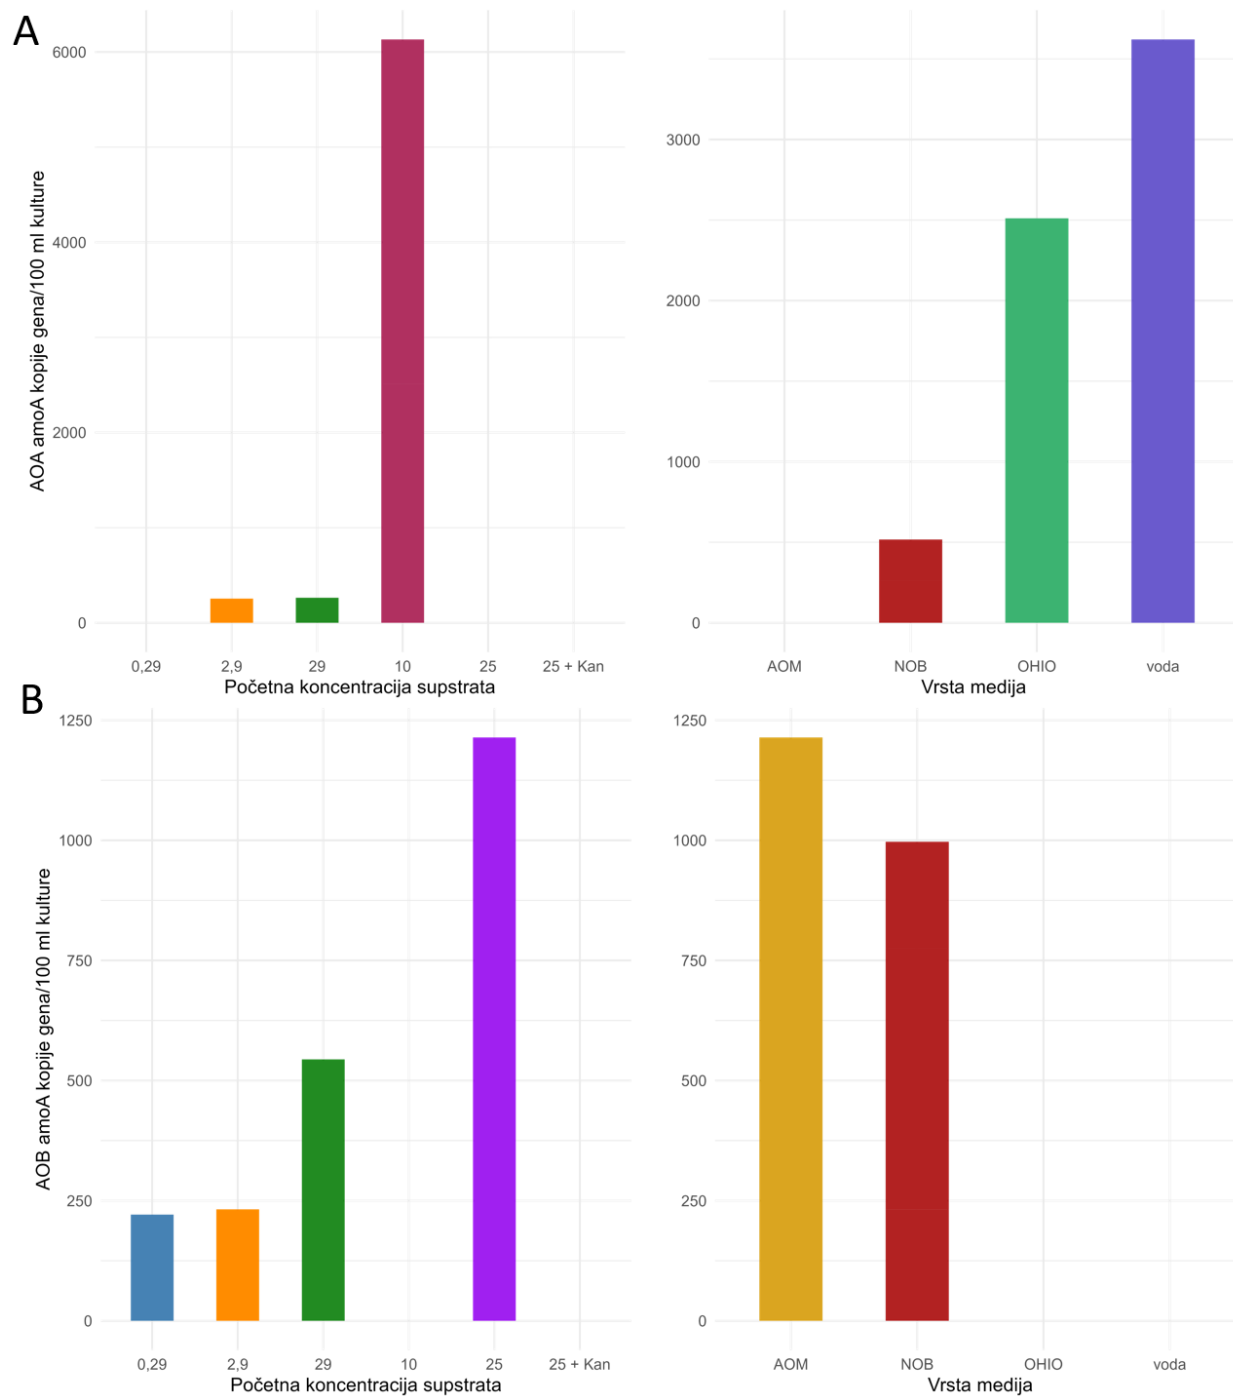 A
AOA amoA kopije gena/100 ml kulture
6000
4000
2000
0
0,29 2,9 29 10 25 25 + Kan
Početna koncentracija supstrata
3000
2000
1000
0
AOM NOB OHIO voda
Vrsta medija
B
AOB amoA kopije gena/100 ml kulture
1250
1000
750
500
250
0
0,29 2,9 29 10 25 25 + Kan
Početna koncentracija supstrata
1250
1000
750
500
250
0
AOM NOB OHIO voda
Vrsta medija